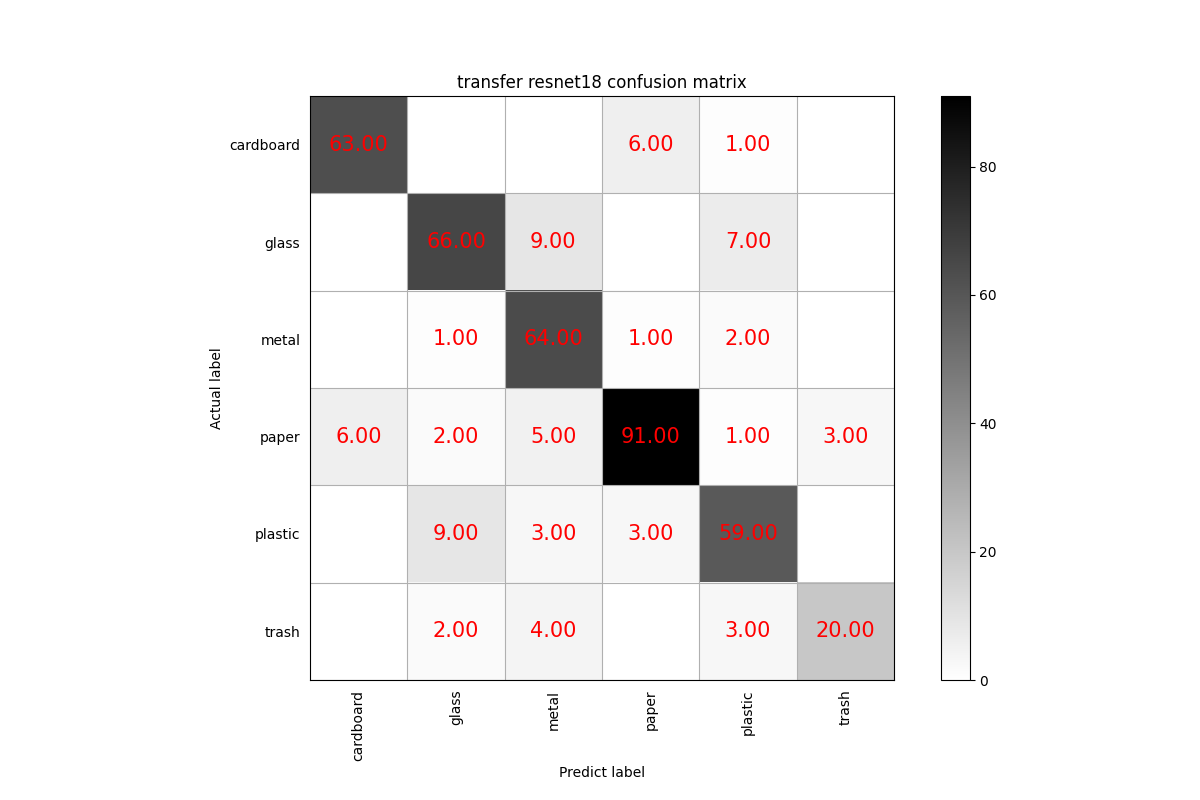 transfer resnet18 confusion matrix
cardboard 63.00 6.00 1.00
glass 66.00 9.00 7.00
metal 1.00 64.00 1.00 2.00
paper 6.00 2.00 5.00 91.00 1.00 3.00
plastic 9.00 3.00 3.00 59.00
trash 2.00 4.00 3.00 20.00
Actual label
cardboard glass metal paper plastic trash
Predict label
80
60
40
20
0